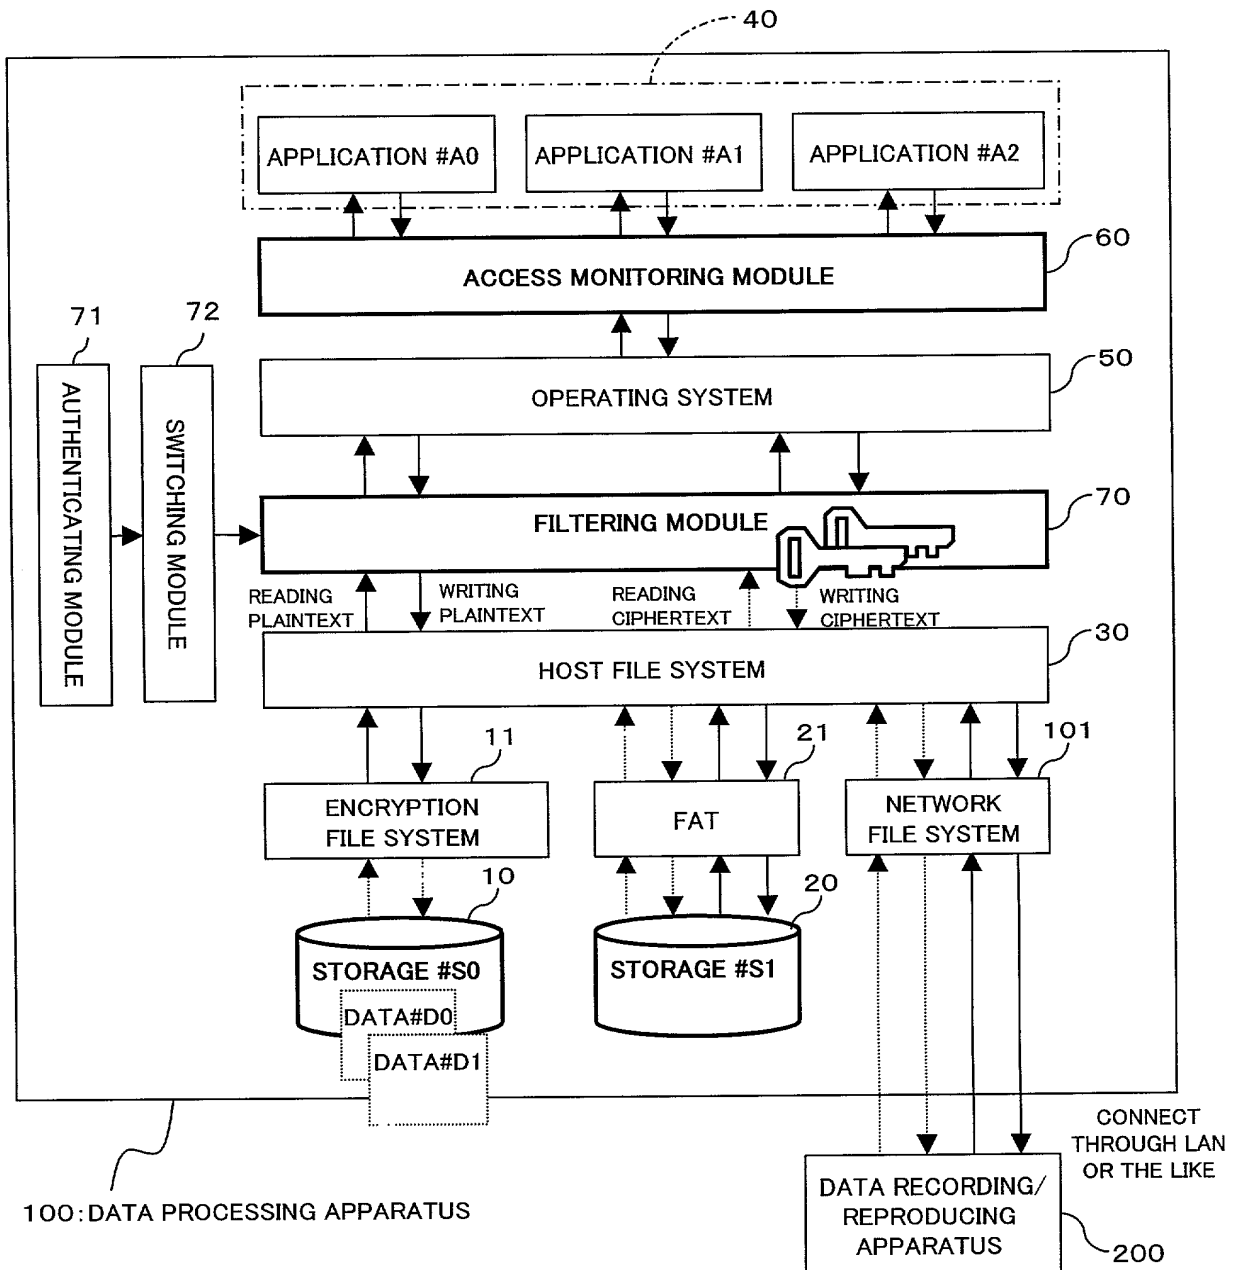 40
APPLICATION #A0
APPLICATION #A1
APPLICATION #A2
60
ACCESS MONITORING MODULE
71
72
50
OPERATING SYSTEM
AUTHENTICATING MODULE
SWITCHING MODULE
70
FILTERING MODULE
READING
PLAINTEXT
WRITING
PLAINTEXT
READING
CIPHERTEXT
WRITING
CIPHERTEXT
30
HOST FILE SYSTEM
11
21
101
ENCRYPTION
FILE SYSTEM
FAT
NETWORK
FILE SYSTEM
10
20
STORAGE #S0
STORAGE #S1
DATA#D0
DATA#D1
CONNECT
THROUGH LAN
OR THE LIKE
100:DATA PROCESSING APPARATUS
DATA RECORDING/
REPRODUCING
APPARATUS
200